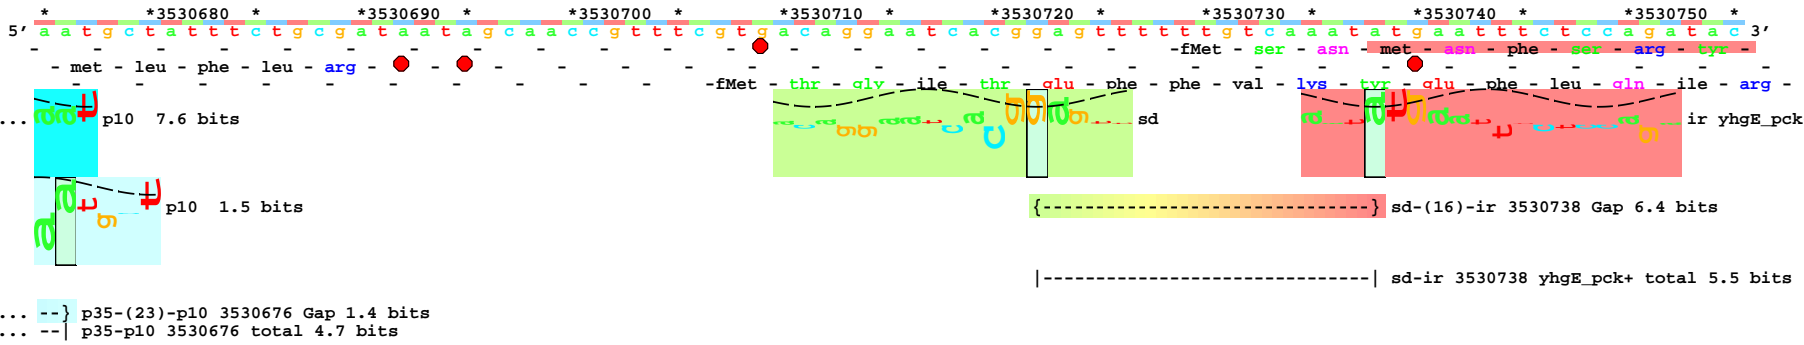 * *3530680 * *3530690 * *3530700 * *3530710 * *3530720 * *3530730 * *3530740 * *3530750 *
5' a a t g c t a t t t c t g c g a t a a t a g c a a c c g t t t c g t g a c a g g a a t c a c g g a g t t t t t t g t c a a a t a t g a a t t t c t c c a g a t a c 3'
- - - - - - - - - - - - - - - - - - -fMet - ser - asn - met - asn - phe - ser - arg - tyr -
- met - leu - phe - leu - arg - - - - - - - - - - - - - - - - - - - - - -
- - - - - - - - - - -fMet - thr - gly - ile - thr - glu - phe - phe - val - lys - tyr - glu - phe - leu - gln - ile - arg -
... p10 7.6 bits
sd
ir yhgE_pck
p10 1.5 bits
{-------------------------------} sd-(16)-ir 3530738 Gap 6.4 bits
|-------------------------------| sd-ir 3530738 yhgE_pck+ total 5.5 bits
... --} p35-(23)-p10 3530676 Gap 1.4 bits
... --| p35-p10 3530676 total 4.7 bits